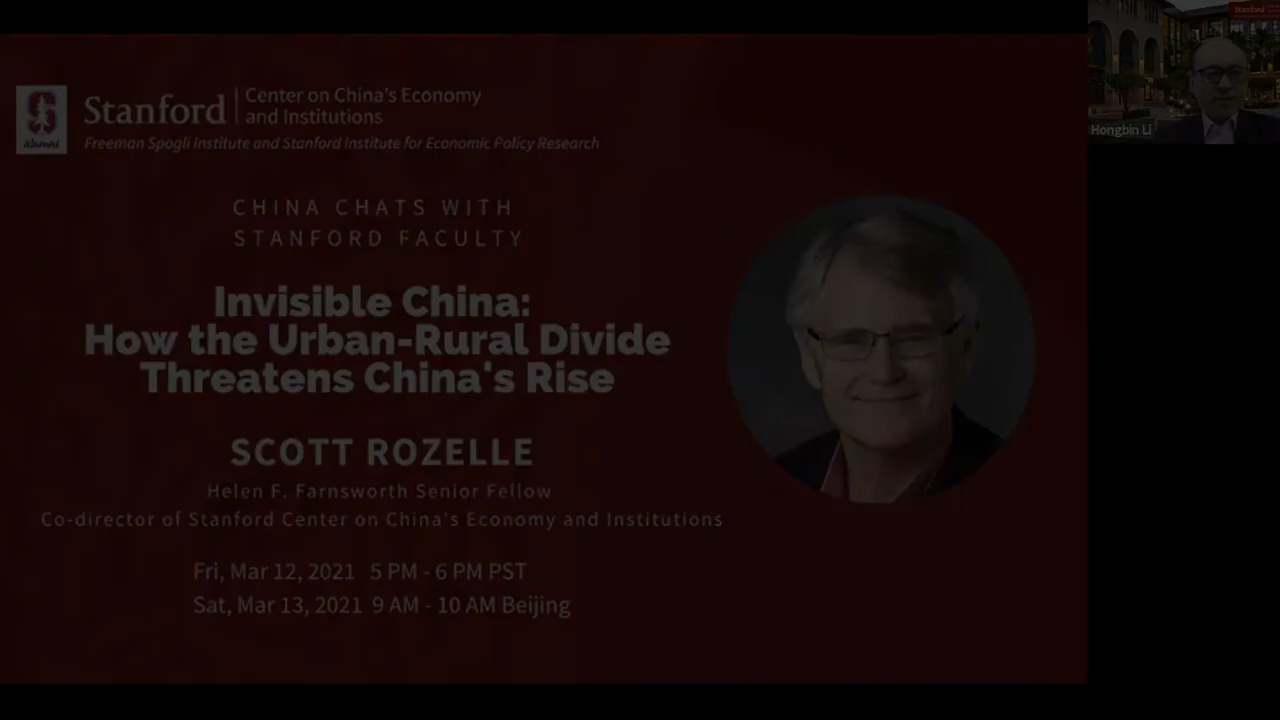 Stanford
Center on China's Economy
and Institutions
alumni
Freeman Spogli Institute and Stanford Institute for Economic Policy Research
CHINA CHATS WITH
STANFORD FACULTY
Invisible China:
How the Urban-Rural Divide
Threatens China's Rise
SCOTT ROZELLE
Helen F. Farnsworth Senior Fellow
Co-director of Stanford Center on China's Economy and Institutions
Fri, Mar 12, 2021 5 PM - 6 PM PST
Sat, Mar 13, 2021 9 AM - 10 AM Beijing
Stanford
Hongbin Li